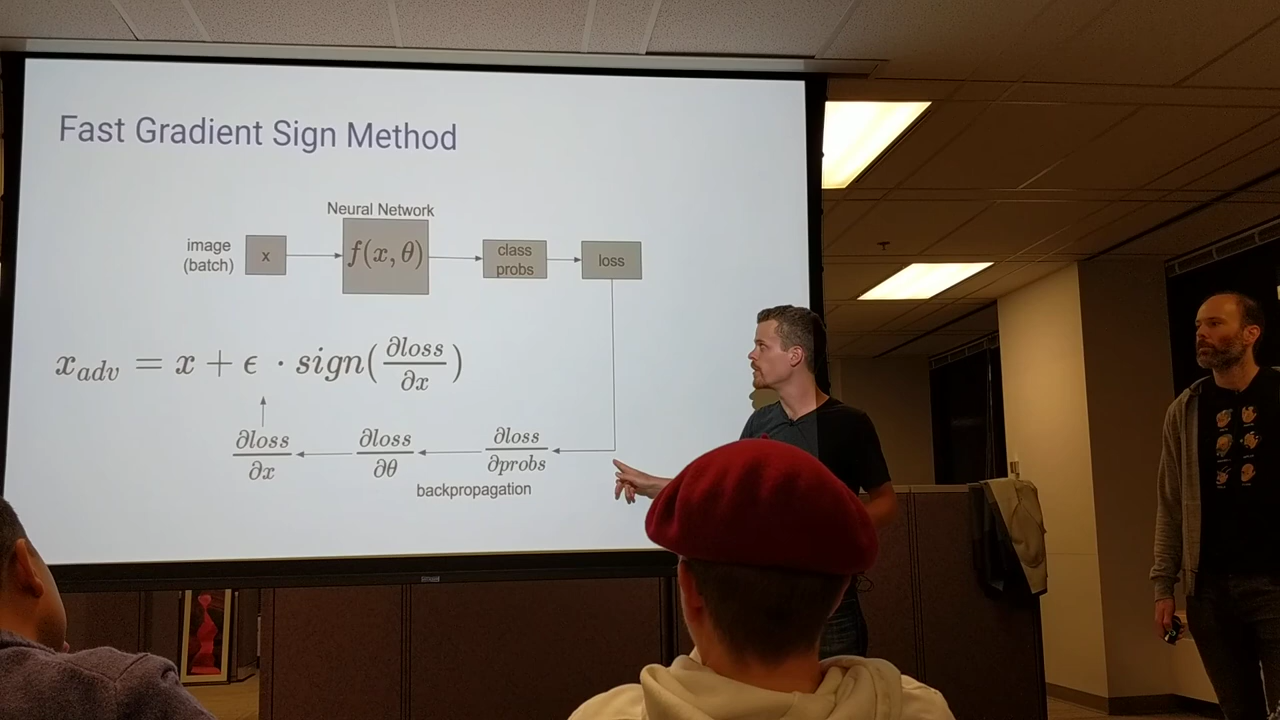 Fast Gradient Sign Method
Neural Network
image
(batch)
x
f(x, θ)
class
probs
loss
x_adv = x + ϵ · sign(∂loss/∂x)
∂loss/∂x
∂loss/∂θ
∂loss/∂probs
backpropagation